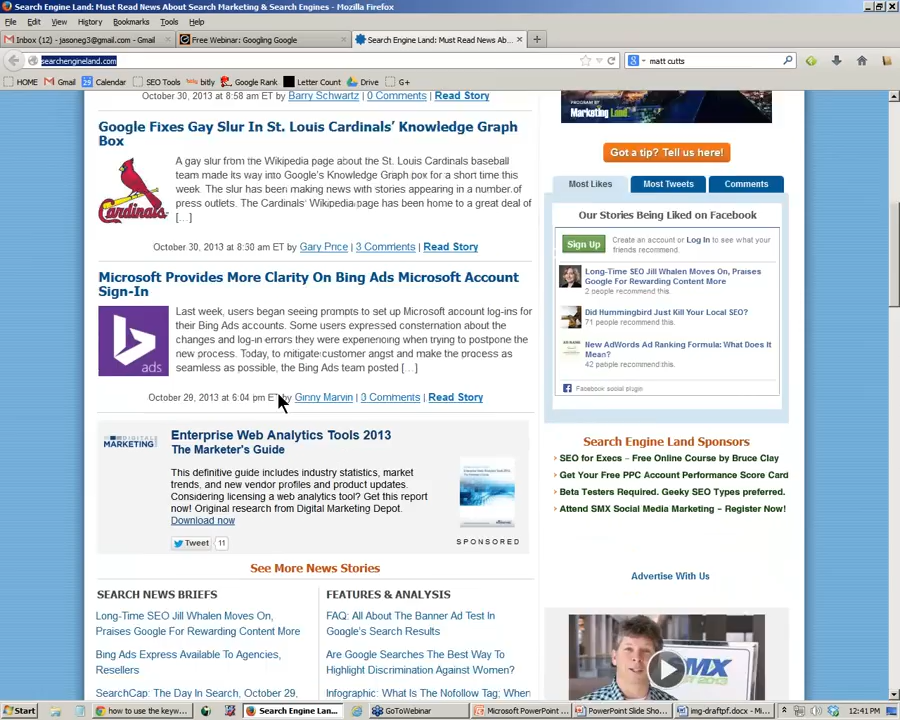 Search Engine Land: Must Read News About Search Marketing & Search Engines - Mozilla Firefox
File Edit View History Bookmarks Tools Help
Inbox (12) - jasoneg3@gmail.com - Gmail
Free Webinar: Googling Google
Search Engine Land: Must Read News Ab...
searchengineland.com
matt cutts
HOME Gmail Calendar SEO Tools bitly Google Rank Letter Count Drive G+
October 30, 2013 at 8:58 am ET by Barry Schwartz | 0 Comments | Read Story
Google Fixes Gay Slur In St. Louis Cardinals' Knowledge Graph
Box
A gay slur from the Wikipedia page about the St. Louis Cardinals baseball
team made its way into Google's Knowledge Graph box for a short time this
week. The slur has been making news with stories appearing in a number of
press outlets. The Cardinals' Wikipedia page has been home to a great deal of
[...]
Cardinals
October 30, 2013 at 8:30 am ET by Gary Price | 3 Comments | Read Story
Microsoft Provides More Clarity On Bing Ads Microsoft Account
Sign-In
Last week, users began seeing prompts to set up Microsoft account log-ins for
their Bing Ads accounts. Some users expressed consternation about the
changes and log-in errors they were experiencing when trying to postpone the
new process. Today, to mitigate customer angst and make the process as
seamless as possible, the Bing Ads team posted [...]
ads
October 29, 2013 at 6:04 pm ET by Ginny Marvin | 3 Comments | Read Story
DIGITAL
MARKETING
Enterprise Web Analytics Tools 2013
The Marketer's Guide
This definitive guide includes industry statistics, market
trends, and new vendor profiles and product updates.
Considering licensing a web analytics tool? Get this report
now! Original research from Digital Marketing Depot.
Download now
Tweet 11
SPONSORED
See More News Stories
SEARCH NEWS BRIEFS
Long-Time SEO Jill Whalen Moves On,
Praises Google For Rewarding Content More
Bing Ads Express Available To Agencies,
Resellers
SearchCap: The Day In Search, October 29,
FEATURES & ANALYSIS
FAQ: All About The Banner Ad Test In
Google's Search Results
Are Google Searches The Best Way To
Highlight Discrimination Against Women?
Infographic: What Is The Nofollow Tag; When
PROGRAM BY
Marketing Land
Got a tip? Tell us here!
Most Likes Most Tweets Comments
Our Stories Being Liked on Facebook
Sign Up
Create an account or Log In to see what your
friends recommend.
Long-Time SEO Jill Whalen Moves On, Praises
Google For Rewarding Content More
2 people recommend this.
Did Hummingbird Just Kill Your Local SEO?
71 people recommend this.
New AdWords Ad Ranking Formula: What Does It
Mean?
42 people recommend this.
Facebook social plugin
Search Engine Land Sponsors
SEO for Execs – Free Online Course by Bruce Clay
Get Your Free PPC Account Performance Score Card
Beta Testers Required. Geeky SEO Types preferred.
Attend SMX Social Media Marketing – Register Now!
Advertise With Us
SMX
Start
how to use the keyw...
Search Engine Lan...
GoToWebinar
Microsoft PowerPoint ...
PowerPoint Slide Sho...
img-draftpf.docx - Mi...
12:41 PM